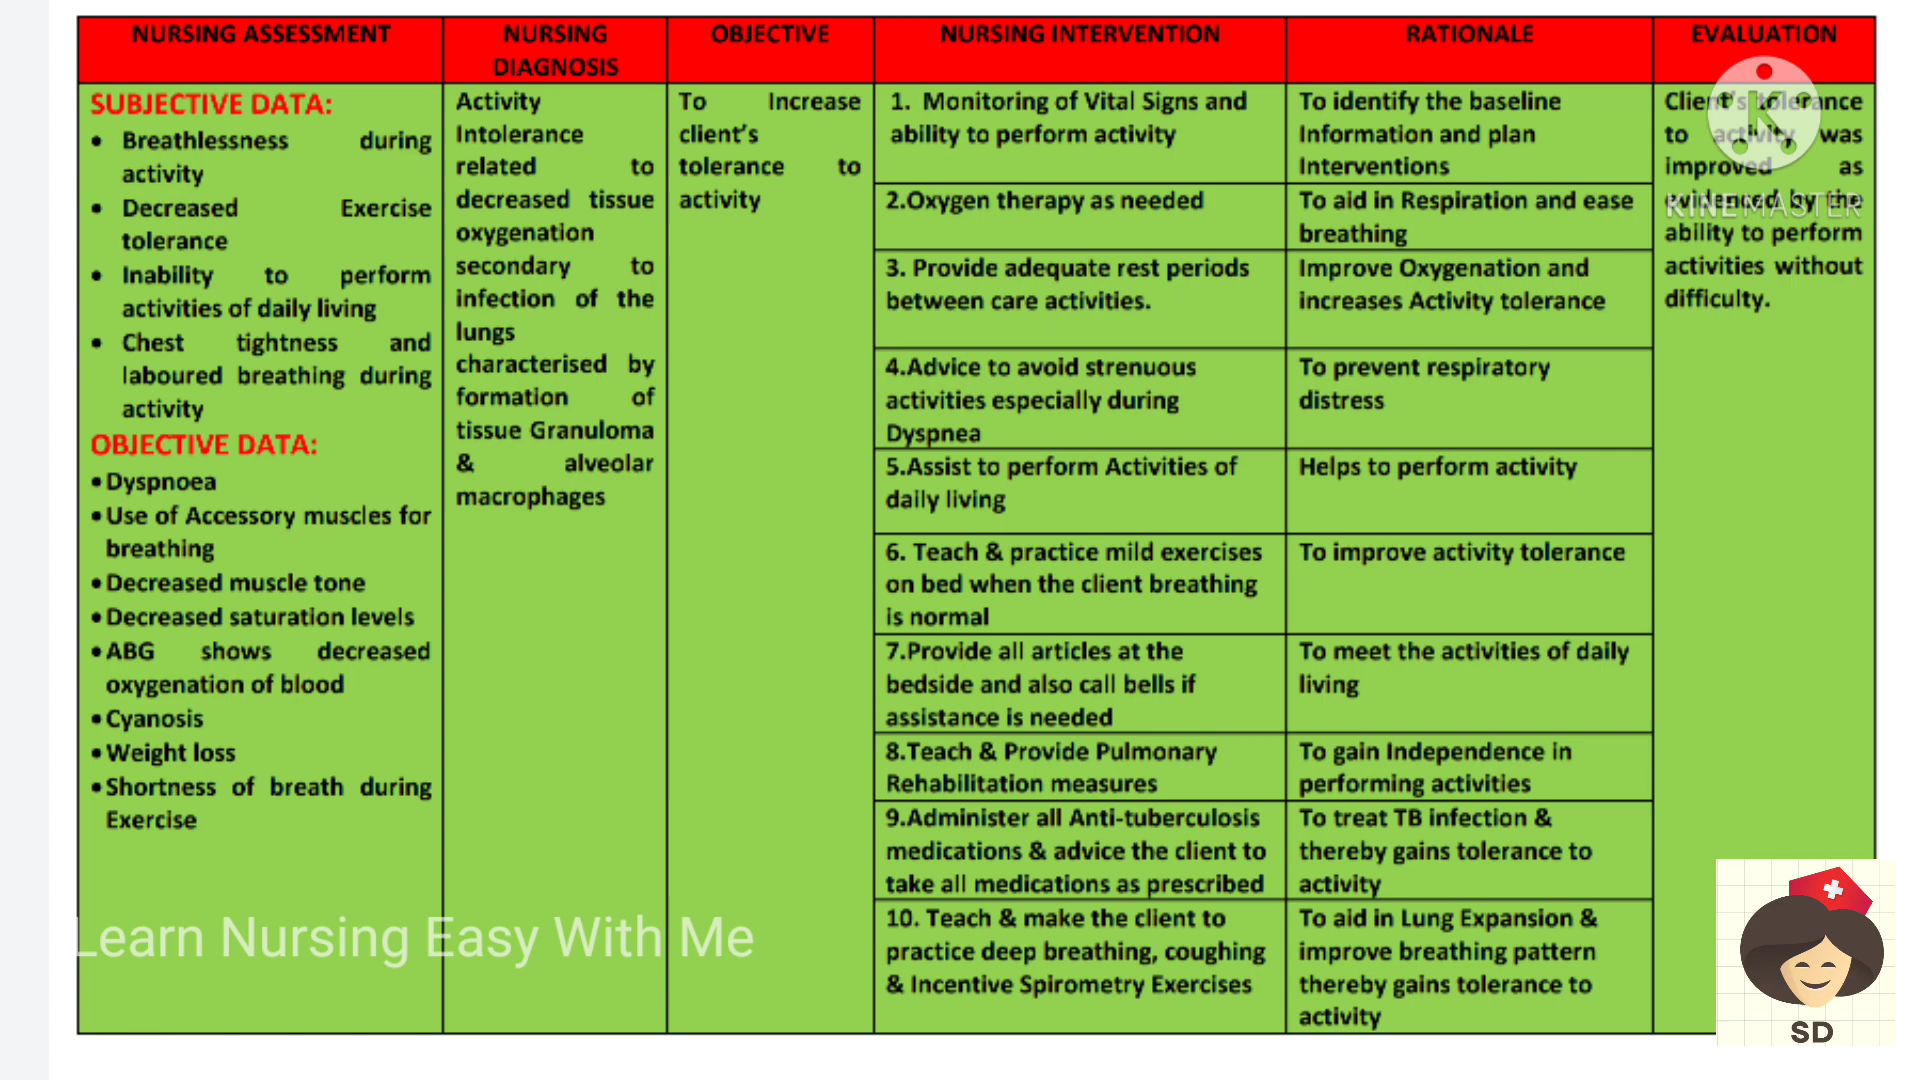 NURSING ASSESSMENT
NURSING
DIAGNOSIS
OBJECTIVE
NURSING INTERVENTION
RATIONALE
EVALUATION
SUBJECTIVE DATA:
• Breathlessness during
activity
• Decreased Exercise
tolerance
• Inability to perform
activities of daily living
• Chest tightness and
laboured breathing during
activity
OBJECTIVE DATA:
• Dyspnoea
• Use of Accessory muscles for
breathing
• Decreased muscle tone
• Decreased saturation levels
• ABG shows decreased
oxygenation of blood
• Cyanosis
• Weight loss
• Shortness of breath during
Exercise
Activity
Intolerance
related to
decreased tissue
oxygenation
secondary to
infection of the
lungs
characterised by
formation of
tissue Granuloma
& alveolar
macrophages
To Increase
client's
tolerance to
activity
1. Monitoring of Vital Signs and
ability to perform activity
To identify the baseline
Information and plan
Interventions
2.Oxygen therapy as needed
To aid in Respiration and ease
breathing
3. Provide adequate rest periods
between care activities.
Improve Oxygenation and
increases Activity tolerance
4.Advice to avoid strenuous
activities especially during
Dyspnea
To prevent respiratory
distress
5.Assist to perform Activities of
daily living
Helps to perform activity
6. Teach & practice mild exercises
on bed when the client breathing
is normal
To improve activity tolerance
7.Provide all articles at the
bedside and also call bells if
assistance is needed
To meet the activities of daily
living
8.Teach & Provide Pulmonary
Rehabilitation measures
To gain Independence in
performing activities
9.Administer all Anti-tuberculosis
medications & advice the client to
take all medications as prescribed
To treat TB infection &
thereby gains tolerance to
activity
10. Teach & make the client to
practice deep breathing, coughing
& Incentive Spirometry Exercises
To aid in Lung Expansion &
improve breathing pattern
thereby gains tolerance to
activity
Client's tolerance
to activity was
improved as
evidenced by the
ability to perform
activities without
difficulty.
K
KINEMASTER
Learn Nursing Easy With Me
SD